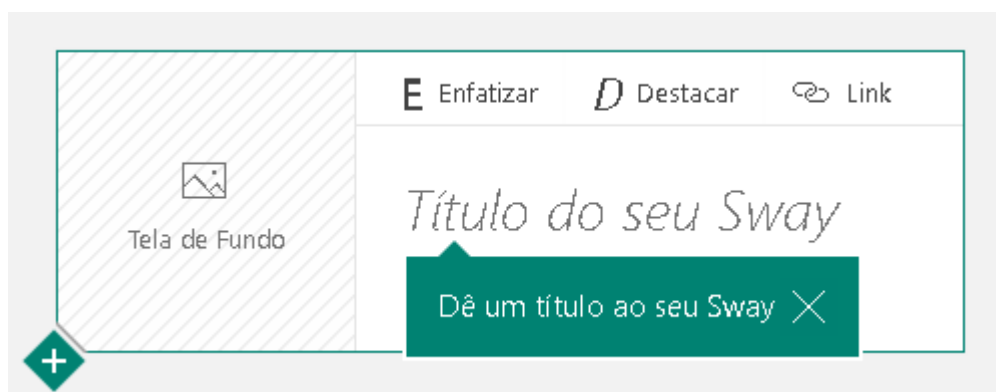 E Enfatizar D Destacar Link
Título do seu Sway
Tela de Fundo
Dê um título ao seu Sway